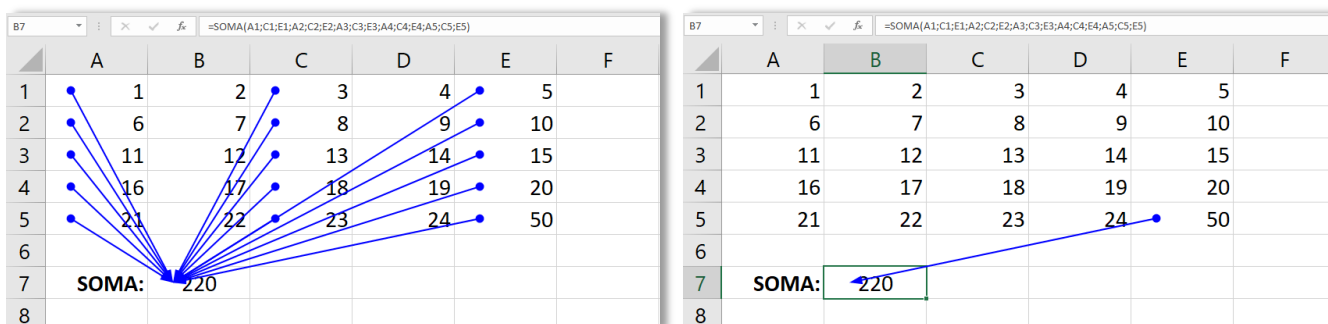 B7 fx =SOMA(A1;C1;E1;A2;C2;E2;A3;C3;E3;A4;C4;E4;A5;C5;E5)
A B C D E F
1 1 2 3 4 5
2 6 7 8 9 10
3 11 12 13 14 15
4 16 17 18 19 20
5 21 22 23 24 50
6
7 SOMA: 220
8
B7 fx =SOMA(A1;C1;E1;A2;C2;E2;A3;C3;E3;A4;C4;E4;A5;C5;E5)
A B C D E F
1 1 2 3 4 5
2 6 7 8 9 10
3 11 12 13 14 15
4 16 17 18 19 20
5 21 22 23 24 50
6
7 SOMA: 220
8